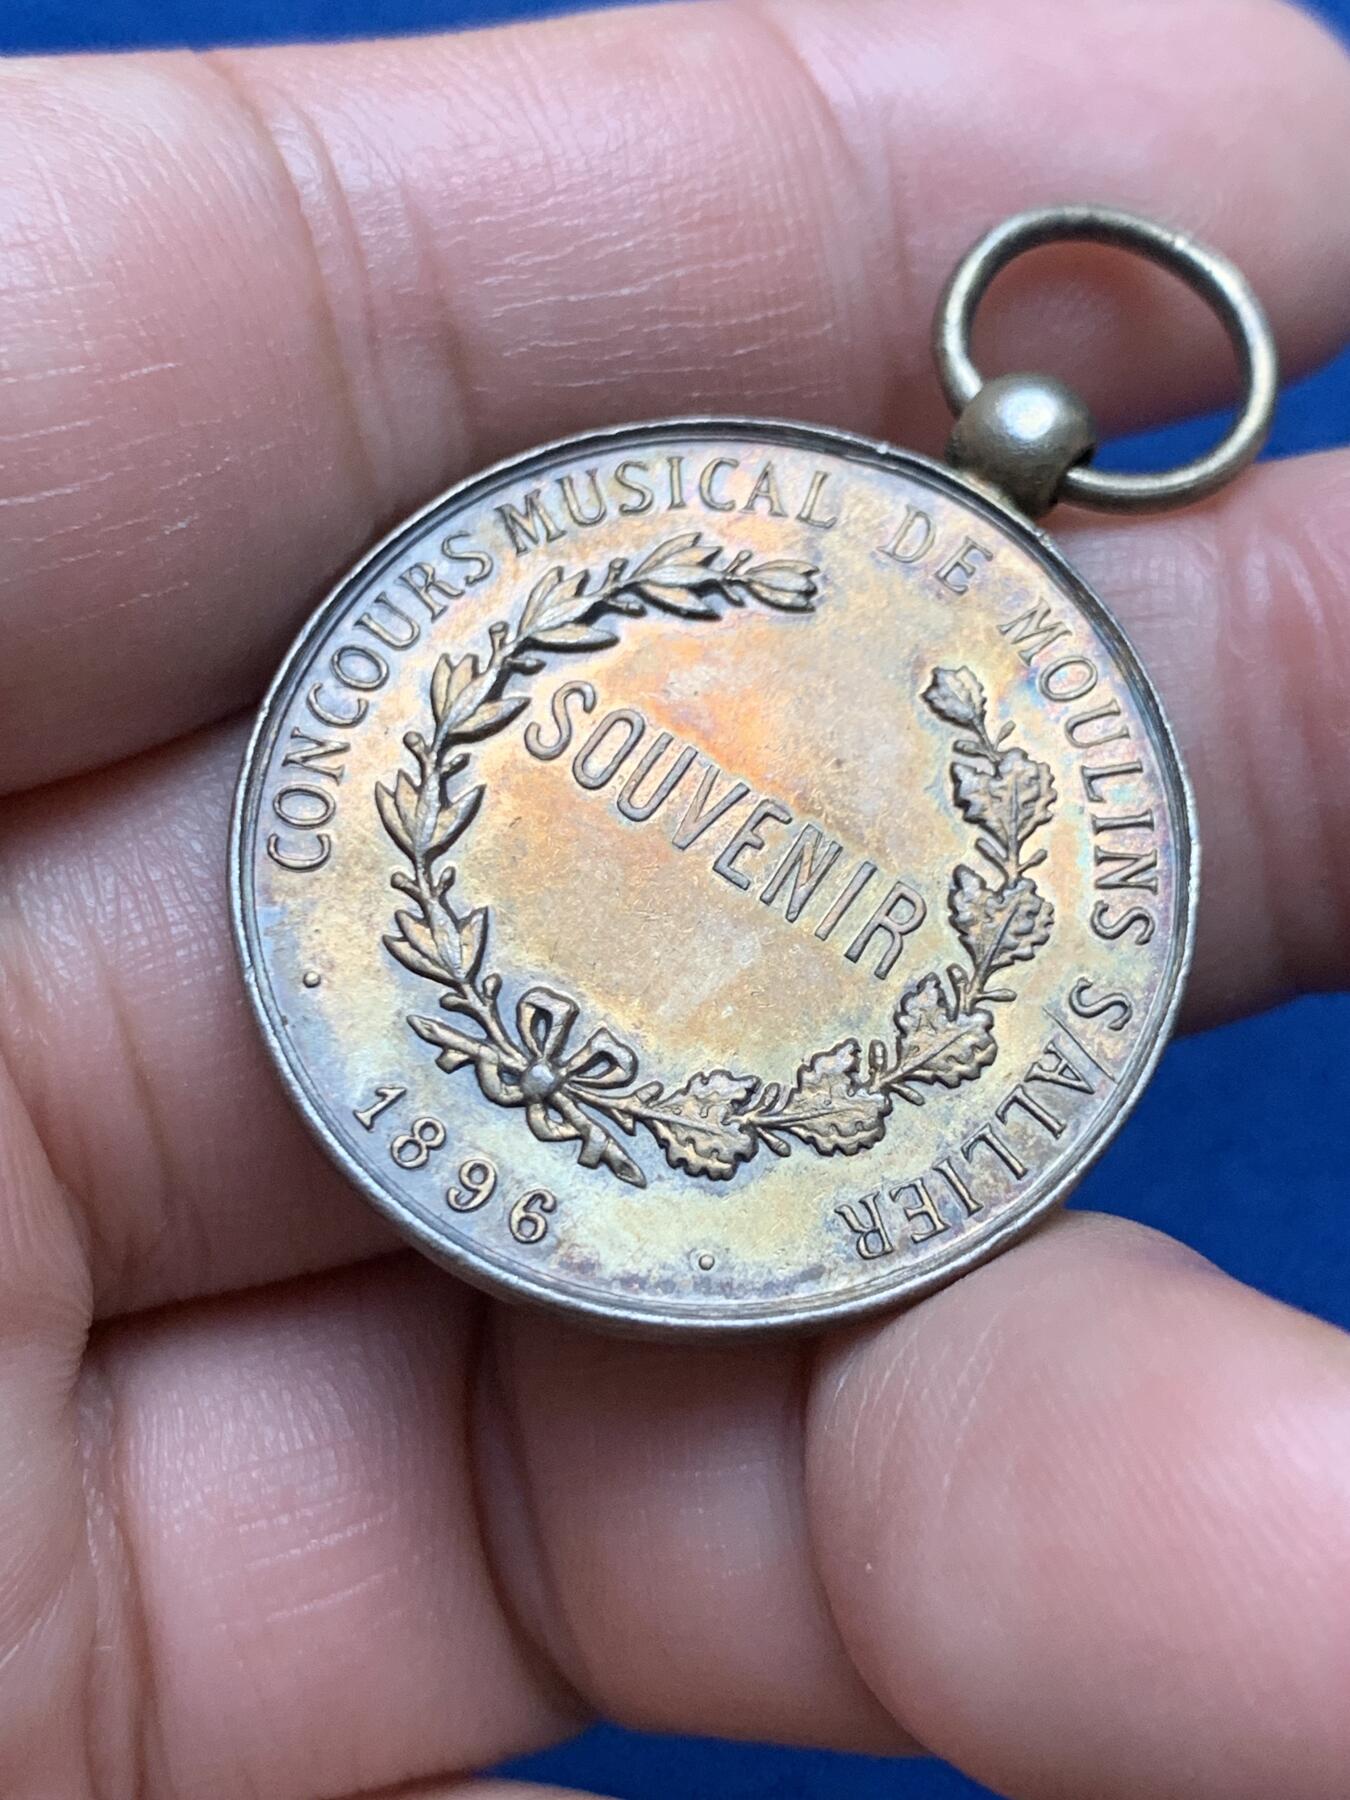 CONCOURS MUSICAL DE MOULINS S/ALLIER
SOUVENIR
1896